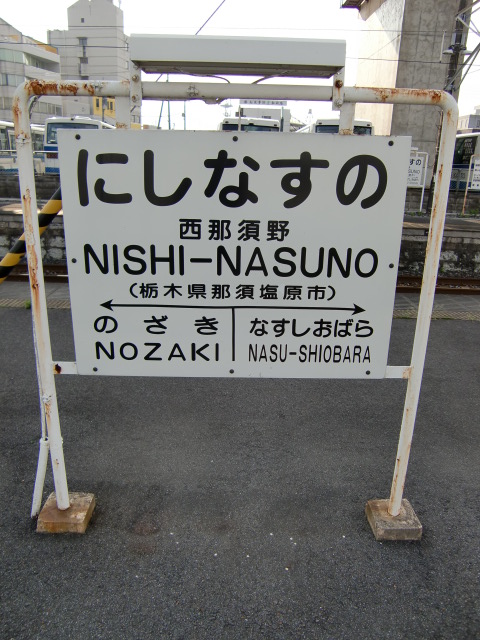 にしなすの
西那須野
NISHI-NASUNO
(栃木県那須塩原市)
のざき なすしおばら
NOZAKI NASU-SHIOBARA